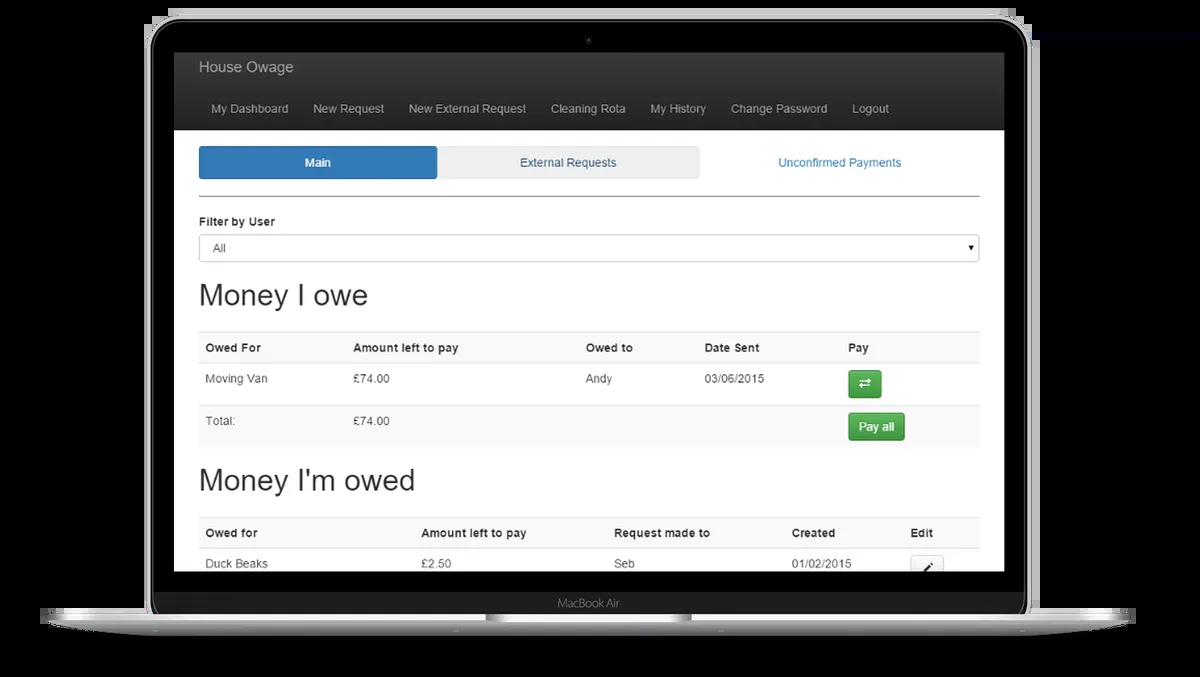 House Owage
My Dashboard New Request New External Request Cleaning Rota My History Change Password Logout
Main External Requests Unconfirmed Payments
Filter by User
All
Money I owe
Owed For Amount left to pay Owed to Date Sent Pay
Moving Van £74.00 Andy 03/06/2015
Total: £74.00 Pay all
Money I'm owed
Owed for Amount left to pay Request made to Created Edit
Duck Beaks £2.50 Seb 01/02/2015
MacBook Air